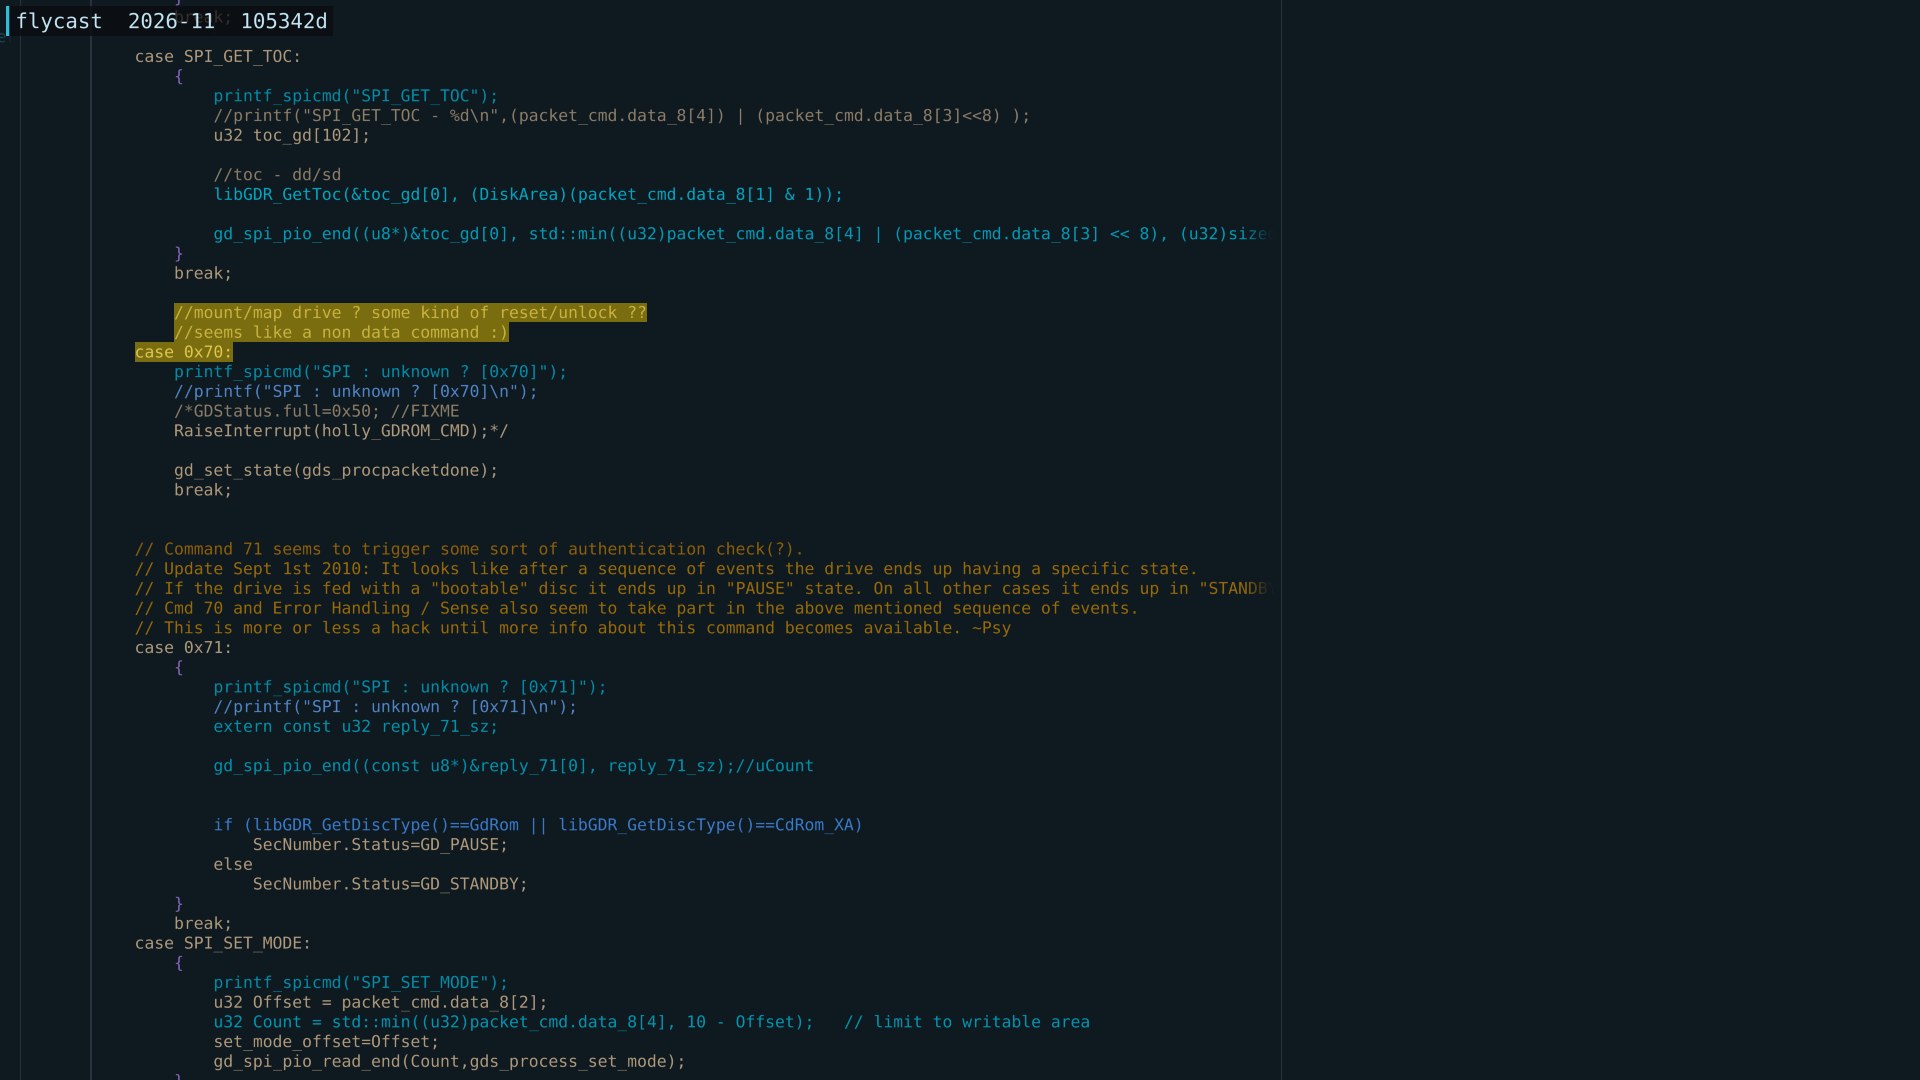 break;
flycast  2026-11  105342d
case SPI_GET_TOC:
{
printf_spicmd("SPI_GET_TOC");
//printf("SPI_GET_TOC - %d\n",(packet_cmd.data_8[4]) | (packet_cmd.data_8[3]<<8) );
u32 toc_gd[102];
//toc - dd/sd
libGDR_GetToc(&toc_gd[0], (DiskArea)(packet_cmd.data_8[1] & 1));
gd_spi_pio_end((u8*)&toc_gd[0], std::min((u32)packet_cmd.data_8[4] | (packet_cmd.data_8[3] << 8), (u32)size
}
break;
//mount/map drive ? some kind of reset/unlock ??
//seems like a non data command :)
case 0x70:
printf_spicmd("SPI : unknown ? [0x70]");
//printf("SPI : unknown ? [0x70]\n");
/*GDStatus.full=0x50; //FIXME
RaiseInterrupt(holly_GDROM_CMD);*/
gd_set_state(gds_procpacketdone);
break;
// Command 71 seems to trigger some sort of authentication check(?).
// Update Sept 1st 2010: It looks like after a sequence of events the drive ends up having a specific state.
// If the drive is fed with a "bootable" disc it ends up in "PAUSE" state. On all other cases it ends up in "STANDB
// Cmd 70 and Error Handling / Sense also seem to take part in the above mentioned sequence of events.
// This is more or less a hack until more info about this command becomes available. ~Psy
case 0x71:
{
printf_spicmd("SPI : unknown ? [0x71]");
//printf("SPI : unknown ? [0x71]\n");
extern const u32 reply_71_sz;
gd_spi_pio_end((const u8*)&reply_71[0], reply_71_sz);//uCount
if (libGDR_GetDiscType()==GdRom || libGDR_GetDiscType()==CdRom_XA)
SecNumber.Status=GD_PAUSE;
else
SecNumber.Status=GD_STANDBY;
}
break;
case SPI_SET_MODE:
{
printf_spicmd("SPI_SET_MODE");
u32 Offset = packet_cmd.data_8[2];
u32 Count = std::min((u32)packet_cmd.data_8[4], 10 - Offset);   // limit to writable area
set_mode_offset=Offset;
gd_spi_pio_read_end(Count,gds_process_set_mode);